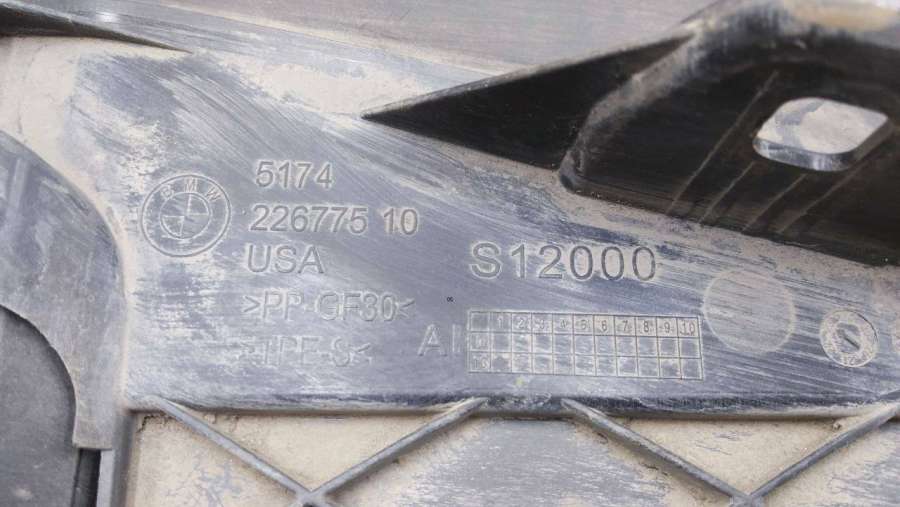 BMW
5174
226775 10
USA
S12000
>PP-GF30<
>TPE-S<
AI
1 2 3 4 5 6 7 8 9 10